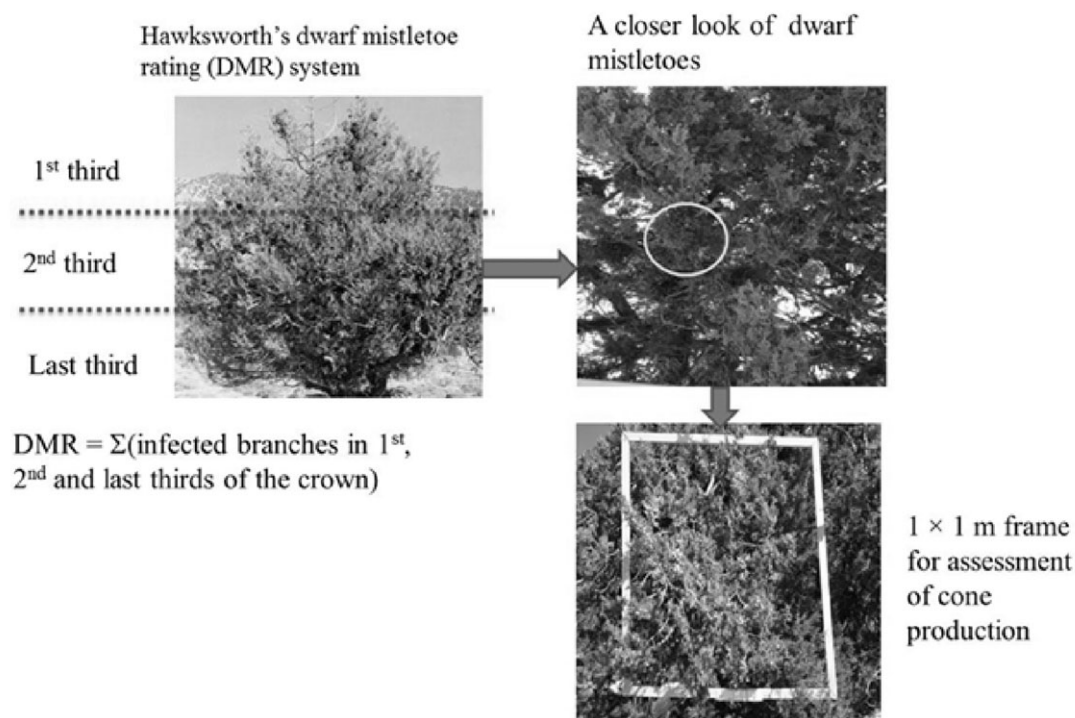 Hawksworth's dwarf mistletoe
rating (DMR) system
A closer look of dwarf
mistletoes
1st third
2nd third
Last third
DMR = Σ(infected branches in 1st,
2nd and last thirds of the crown)
1 × 1 m frame
for assessment
of cone
production